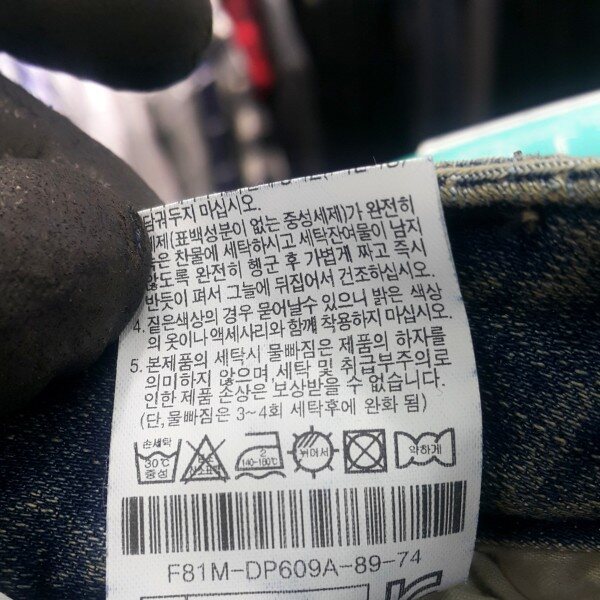 담궈두지 마십시오.
세제(표백성분이 없는 중성세제)가 완전히
녹은 찬물에 세탁하시고 세탁잔여물이 남지
않도록 완전히 헹군 후 가볍게 짜고 즉시
반듯이 펴서 그늘에 뒤집어서 건조하십시오.
4. 짙은색상의 경우 묻어날수 있으니 밝은 색상
의 옷이나 액세사리와 함께 착용하지 마십시오.
5. 본제품의 세탁시 물빠짐은 제품의 하자를
의미하지 않으며 세탁 및 취급부주의로
인한 제품 손상은 보상받을 수 없습니다.
(단,물빠짐은 3~4회 세탁후에 완화 됨)
손세탁 30℃ 중성 염소표백 2 140-160℃ 뉘어서 약하게
F81M-DP609A-89-74